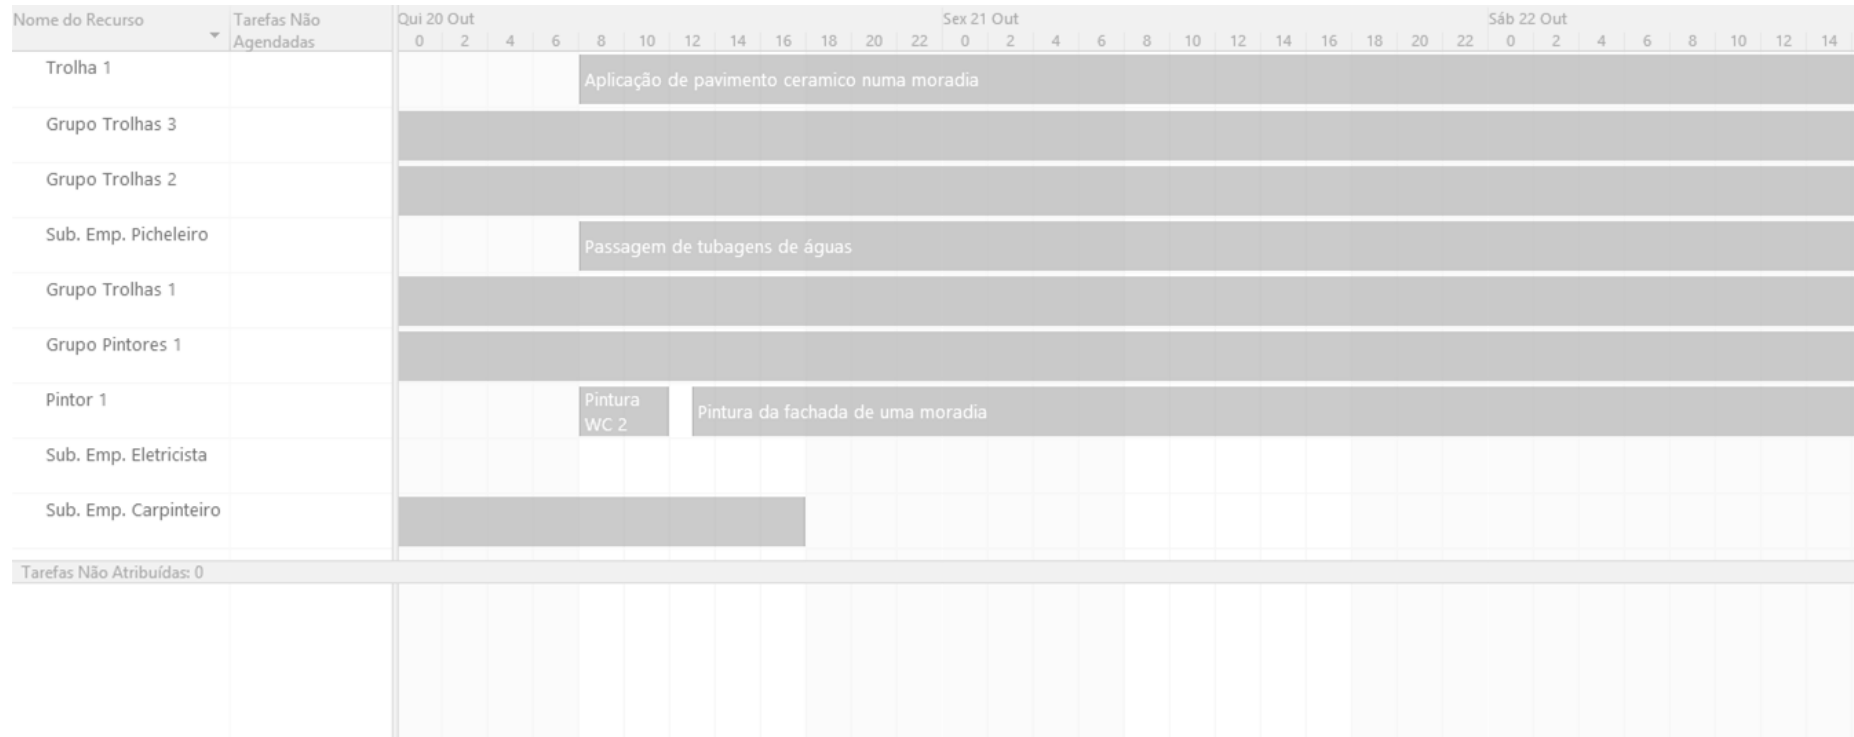 Nome do Recurso
Tarefas Não
Agendadas
Qui 20 Out
Sex 21 Out
Sáb 22 Out
0 2 4 6 8 10 12 14 16 18 20 22 0 2 4 6 8 10 12 14 16 18 20 22 0 2 4 6 8 10 12 14
Trolha 1
Aplicação de pavimento ceramico numa moradia
Grupo Trolhas 3
Grupo Trolhas 2
Sub. Emp. Picheleiro
Passagem de tubagens de águas
Grupo Trolhas 1
Grupo Pintores 1
Pintor 1
Pintura
WC 2
Pintura da fachada de uma moradia
Sub. Emp. Eletricista
Sub. Emp. Carpinteiro
Tarefas Não Atribuídas: 0